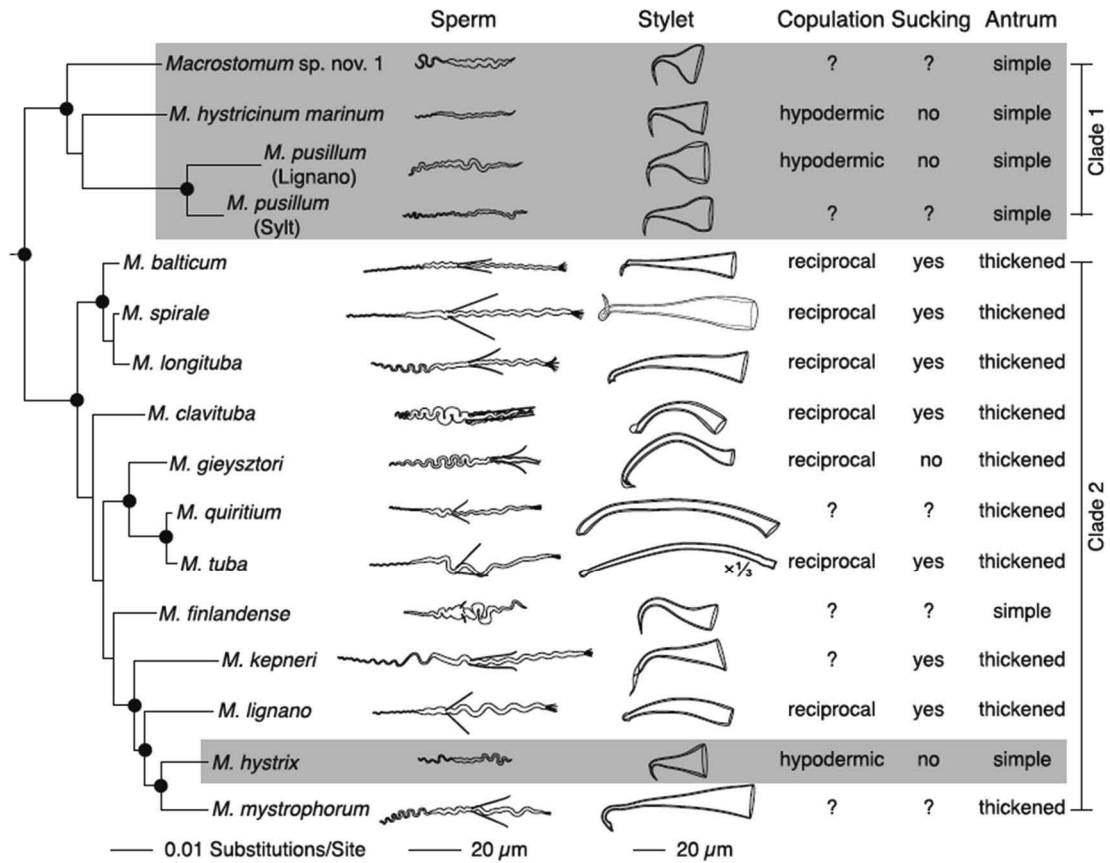 Sperm Stylet Copulation Sucking Antrum
Macrostomum sp. nov. 1 ? ? simple
M. hystricinum marinum hypodermic no simple
M. pusillum
(Lignano) hypodermic no simple
M. pusillum
(Sylt) ? ? simple
Clade 1
M. balticum reciprocal yes thickened
M. spirale reciprocal yes thickened
M. longituba reciprocal yes thickened
M. clavituba reciprocal yes thickened
M. gieysztori reciprocal no thickened
M. quiritium ? ? thickened
M. tuba ×1/3 reciprocal yes thickened
M. finlandense ? ? simple
M. kepneri ? yes thickened
M. lignano reciprocal yes thickened
M. hystrix hypodermic no simple
M. mystrophorum ? ? thickened
Clade 2
0.01 Substitutions/Site 20 µm 20 µm